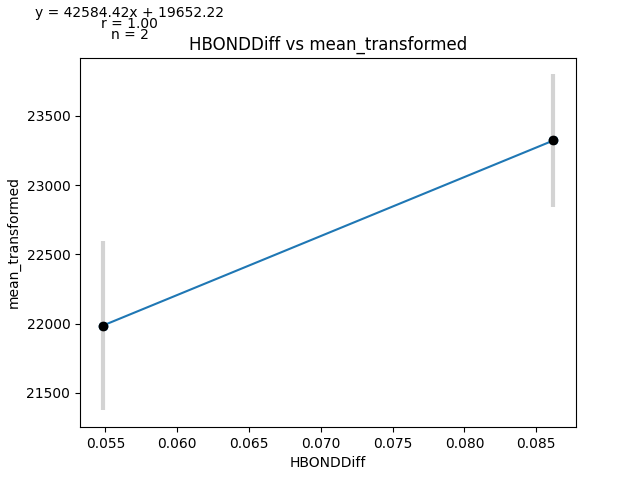 y = 42584.42x + 19652.22
r = 1.00
n = 2
HBONDDiff vs mean_transformed
23500
23000
22500
22000
21500
mean_transformed
0.055 0.060 0.065 0.070 0.075 0.080 0.085
HBONDDiff